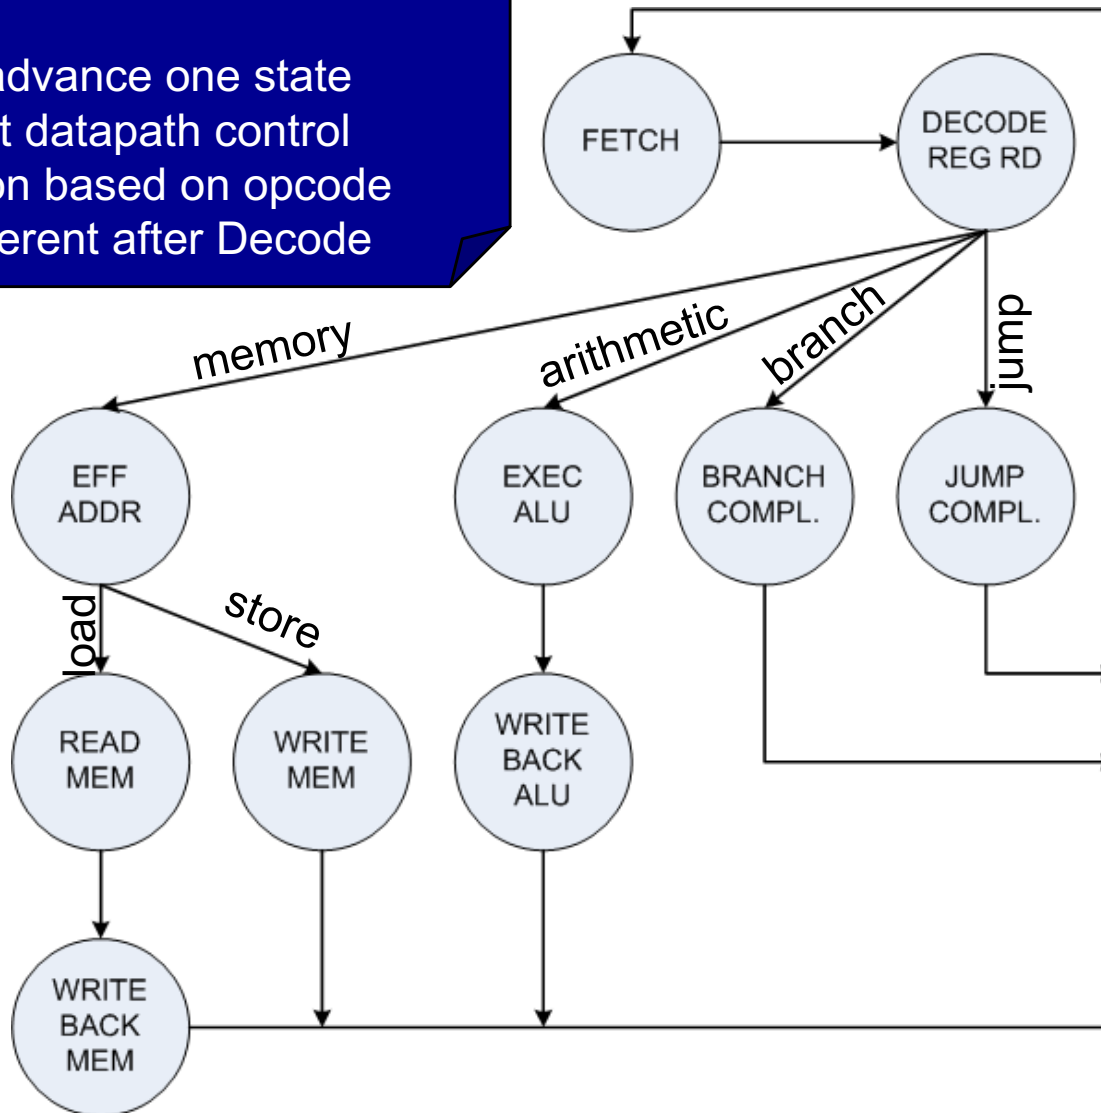 advance one state
t datapath control
on based on opcode
erent after Decode
FETCH
DECODE
REG RD
memory
arithmetic
branch
jump
EFF
ADDR
EXEC
ALU
BRANCH
COMPL.
JUMP
COMPL.
load
store
READ
MEM
WRITE
MEM
WRITE
BACK
ALU
WRITE
BACK
MEM